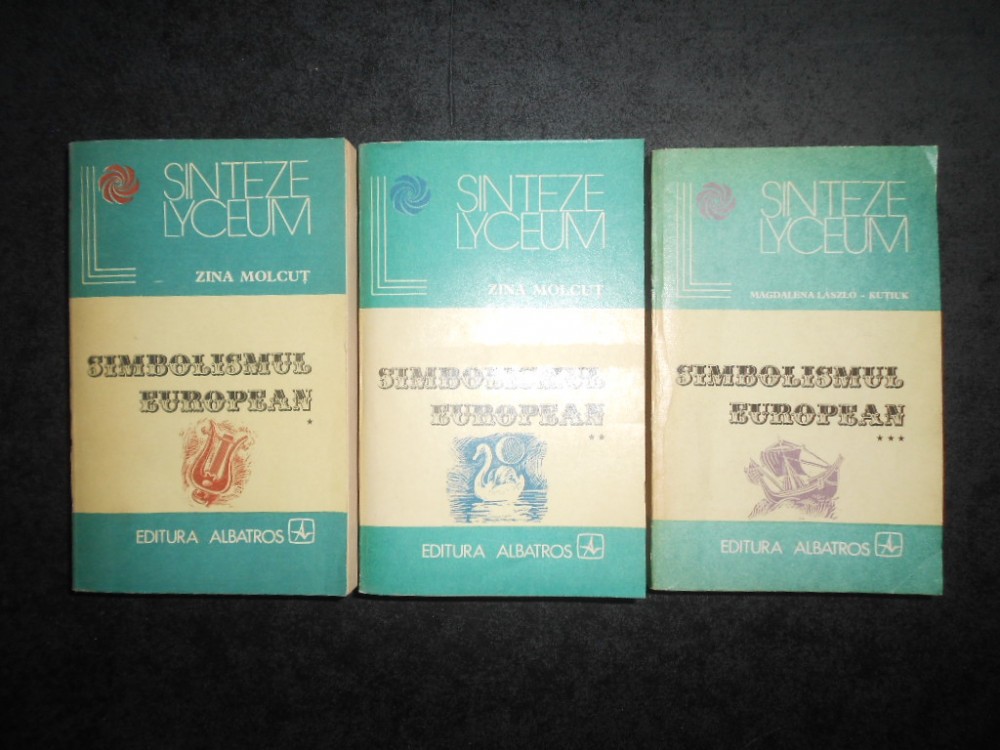 SINTEZE
LYCEUM
ZINA MOLCUȚ
SIMBOLISMUL
EUROPEAN
*
EDITURA ALBATROS
SINTEZE
LYCEUM
ZINA MOLCUȚ
SIMBOLISMUL
EUROPEAN
**
EDITURA ALBATROS
SINTEZE
LYCEUM
MAGDALENA LÁSZLÓ - KUȚIUK
SIMBOLISMUL
EUROPEAN
***
EDITURA ALBATROS